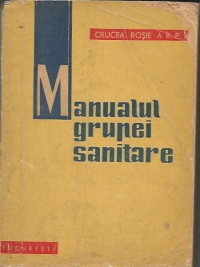 CRUCEA ROȘIE A R.P.R.
Manualul
grupei
sanitare
BUCUREȘTI